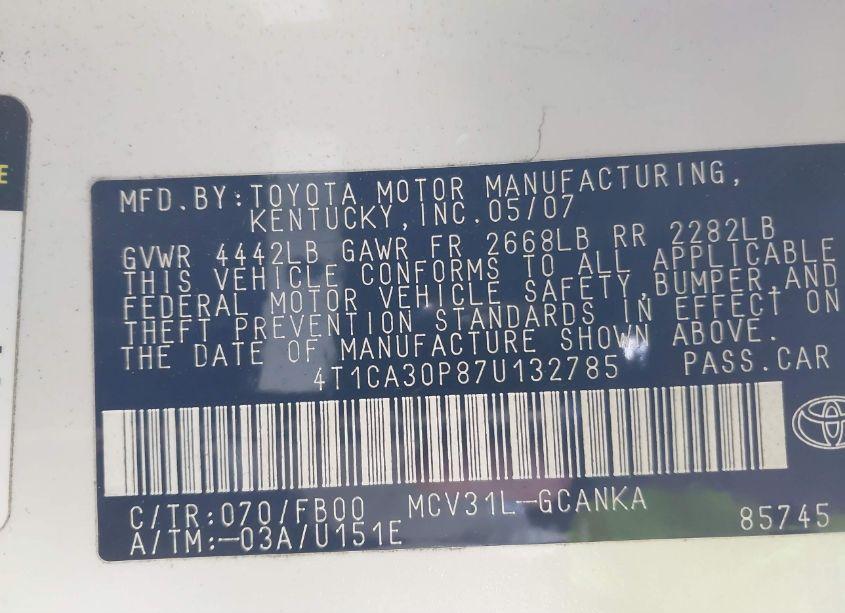 E
MFD.BY:TOYOTA MOTOR MANUFACTURING,
KENTUCKY,INC.05/07
GVWR 4442LB GAWR FR 2668LB RR 2282LB
THIS VEHICLE CONFORMS TO ALL APPLICABLE
FEDERAL MOTOR VEHICLE SAFETY,BUMPER,AND
THEFT PREVENTION STANDARDS IN EFFECT ON
THE DATE OF MANUFACTURE SHOWN ABOVE.
4T1CA30P87U132785 PASS.CAR
C/TR:070/FB00 MCV31L-GCANKA
A/TM:-03A/U151E 85745